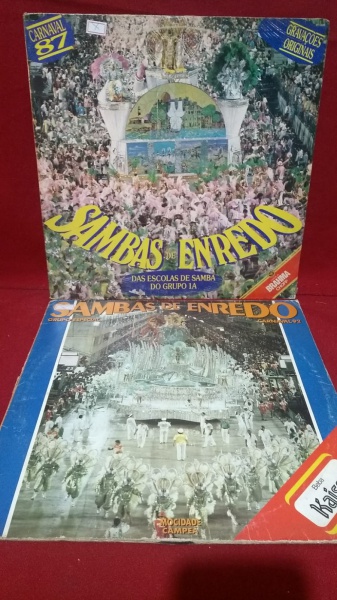 CARNAVAL
87
GRAVAÇÕES
ORIGINAIS
SAMBAS DE ENREDO
DAS ESCOLAS DE SAMBA
DO GRUPO 1A
BRAHMA
SAMBAS DE ENREDO
MOCIDADE
CAMPEÃ
Beba